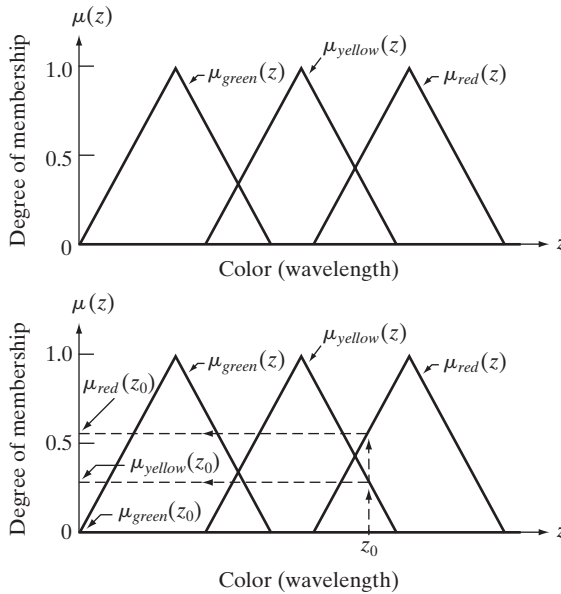 μ(z)
Degree of membership
1.0
0.5
0
μgreen(z)
μyellow(z)
μred(z)
z
Color (wavelength)
μ(z)
Degree of membership
1.0
μred(z0)
0.5
μyellow(z0)
μgreen(z0)
0
μgreen(z)
μyellow(z)
μred(z)
z0
z
Color (wavelength)